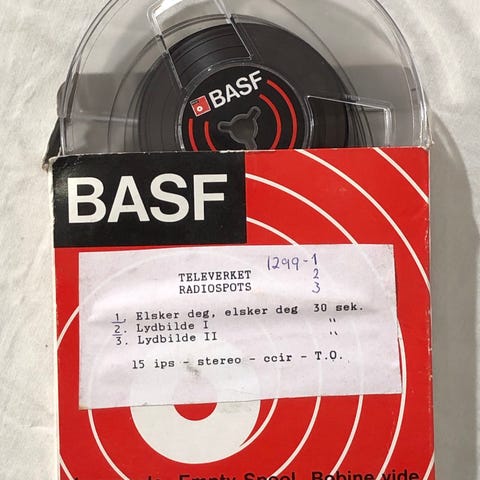 BASF
BASF
TELEVERKET 1299-1
RADIOSPOTS 2
3
1. Elsker deg, elsker deg 30 sek.
2. Lydbilde I "
3. Lydbilde II "
15 ips - stereo - ccir - T.O.
BASF
Empty Spool Bobine vide